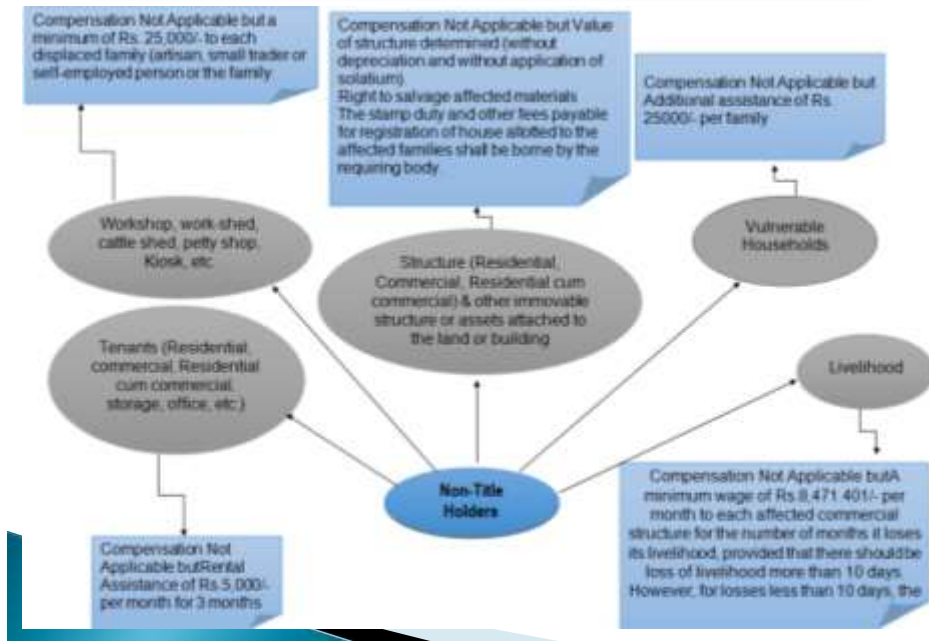 Compensation Not Applicable but a
minimum of Rs. 25,000/- to each
displaced family (artisan, small trader or
self-employed person or the family
Compensation Not Applicable but Value
of structure determined (without
depreciation and without application of
solatium)
Right to salvage affected materials
The stamp duty and other fees payable
for registration of house allotted to the
affected families shall be borne by the
requiring body
Compensation Not Applicable but
Additional assistance of Rs.
25000/- per family
Workshop, work-shed,
cattle shed, petty shop,
Kiosk, etc
Structure (Residential,
Commercial, Residential cum
commercial) & other immovable
structure or assets attached to
the land or building
Vulnerable
Households
Tenants (Residential,
commercial, Residential
cum commercial,
storage, office, etc.)
Livelihood
Non-Title
Holders
Compensation Not
Applicable butRental
Assistance of Rs.5,000/-
per month for 3 months
Compensation Not Applicable butA
minimum wage of Rs.8,471.401/- per
month to each affected commercial
structure for the number of months it loses
its livelihood, provided that there should be
loss of livelihood more than 10 days.
However, for losses less than 10 days, the